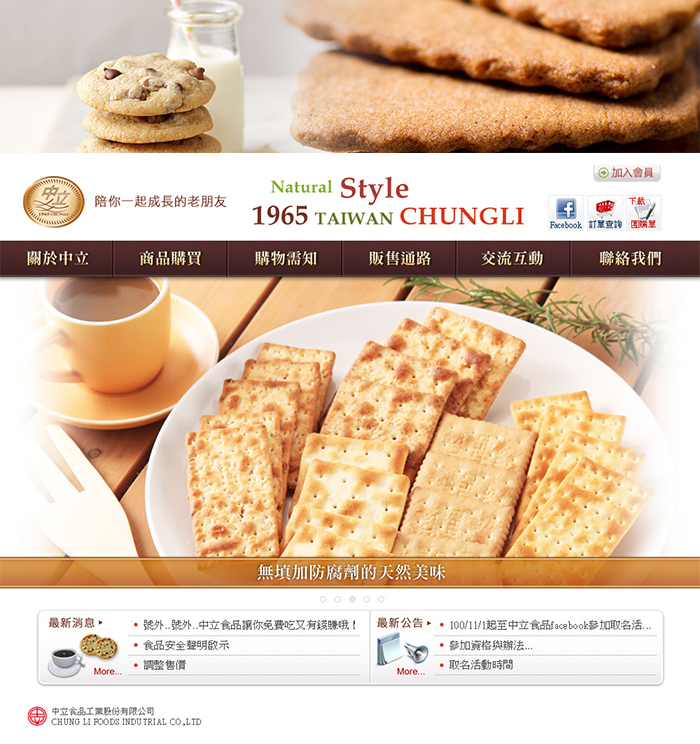 加入會員
中立
1965 CHUNGLI
陪你一起成長的老朋友
Natural Style
1965 TAIWAN CHUNGLI
Facebook
訂單查詢
下載
團購單
關於中立
商品購買
購物需知
販售通路
交流互動
聯絡我們
無填加防腐劑的天然美味
最新消息
號外..號外..中立食品讓你免費吃又有錢賺哦！
食品安全聲明啟示
調整售價
More...
最新公告
100/11/1起至中立食品facebook參加取名活...
參加資格與辦法...
取名活動時間
More...
中立食品工業股份有限公司
CHUNG LI FOODS INDUTRIAL CO.,LTD